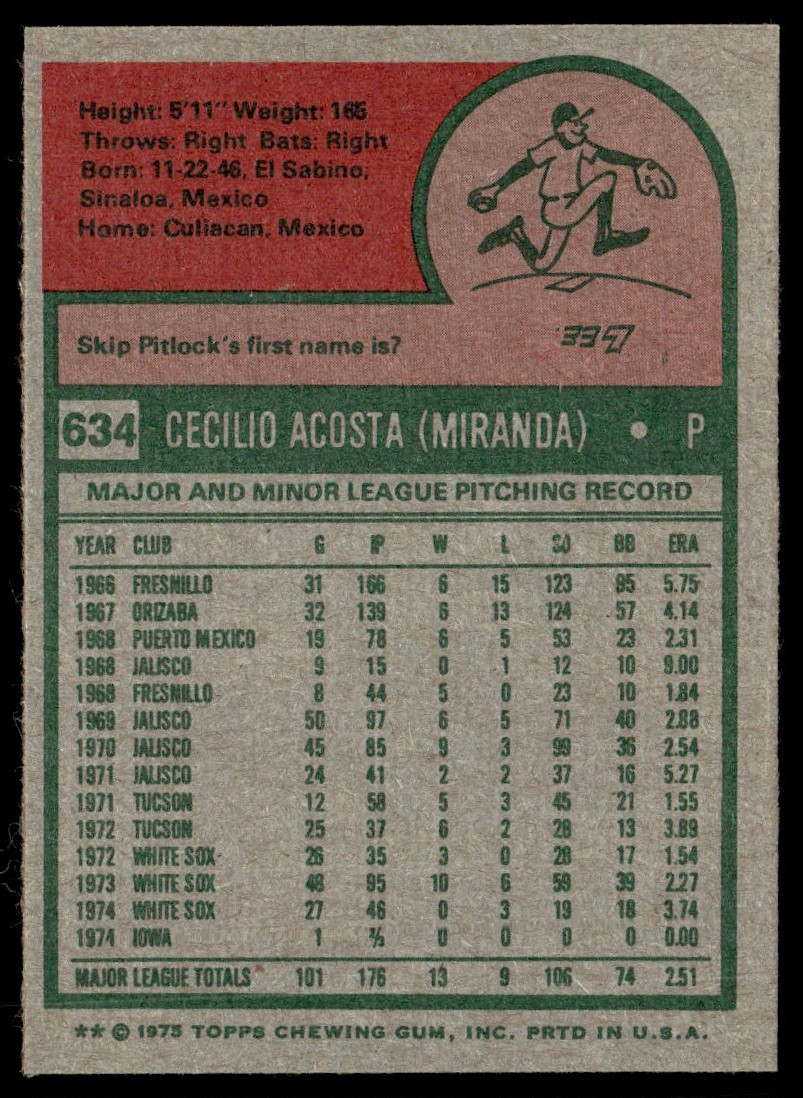 Height: 5'11" Weight: 165
Throws: Right Bats: Right
Born: 11-22-46, El Sabino,
Sinaloa, Mexico
Home: Culiacan, Mexico
Skip Pitlock's first name is?
634 CECILIO ACOSTA (MIRANDA) • P
MAJOR AND MINOR LEAGUE PITCHING RECORD
YEAR CLUB G IP W L SO BB ERA
1966 FRESNILLO 31 166 6 15 123 95 5.75
1967 ORIZABA 32 139 6 13 124 57 4.14
1968 PUERTO MEXICO 19 78 6 5 53 23 2.31
1968 JALISCO 9 15 0 1 12 10 9.00
1968 FRESNILLO 8 44 5 0 23 10 1.84
1969 JALISCO 50 97 6 5 71 40 2.88
1970 JALISCO 45 85 9 3 99 36 2.54
1971 JALISCO 24 41 2 2 37 16 5.27
1971 TUCSON 12 58 5 3 45 21 1.55
1972 TUCSON 25 37 6 2 28 13 3.89
1972 WHITE SOX 26 35 3 0 28 17 1.54
1973 WHITE SOX 48 95 10 6 59 39 2.27
1974 WHITE SOX 27 46 0 3 19 18 3.74
1974 IOWA 1 ⅔ 0 0 0 0 0.00
MAJOR LEAGUE TOTALS 101 176 13 9 106 74 2.51
** © 1975 TOPPS CHEWING GUM, INC. PRTD IN U.S.A.